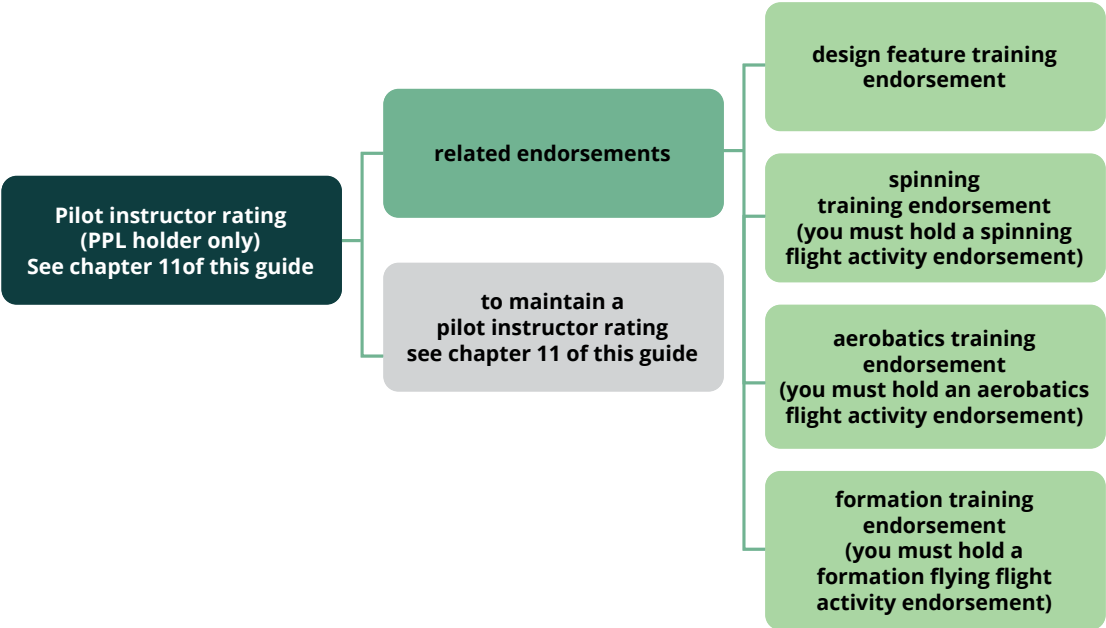 Pilot instructor rating
(PPL holder only)
See chapter 11of this guide
related endorsements
to maintain a
pilot instructor rating
see chapter 11 of this guide
design feature training
endorsement
spinning
training endorsement
(you must hold a spinning
flight activity endorsement)
aerobatics training
endorsement
(you must hold an aerobatics
flight activity endorsement)
formation training
endorsement
(you must hold a
formation flying flight
activity endorsement)